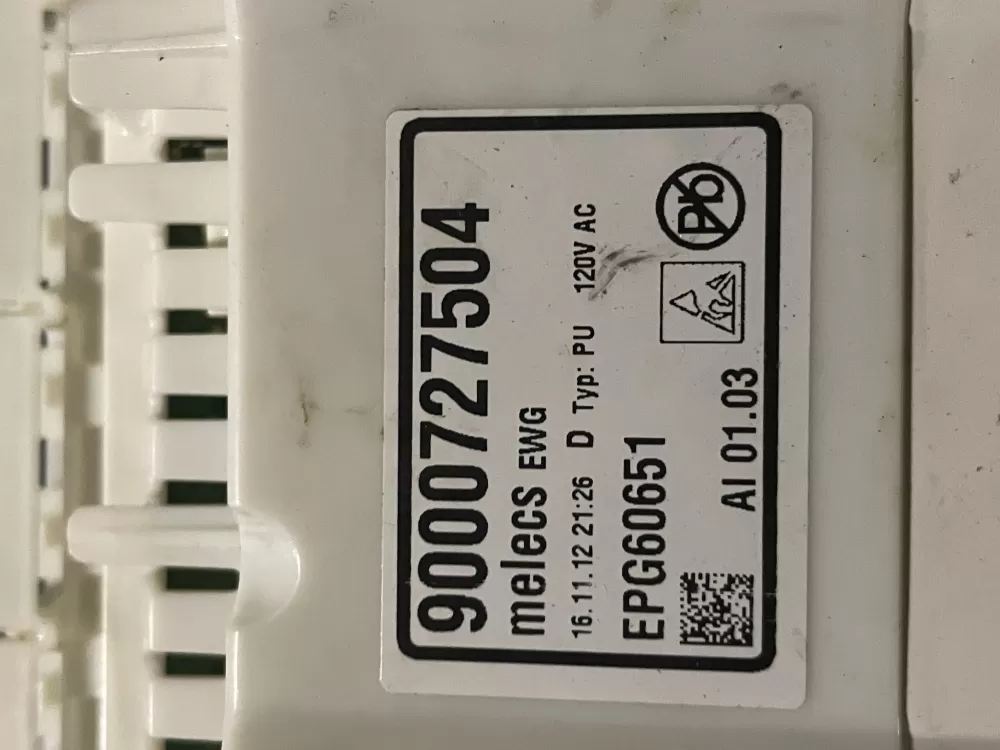 9000727504
melecs EWG
16.11.12 21:26 D Typ: PU 120V AC
EPG60651
AI 01.03
Pb